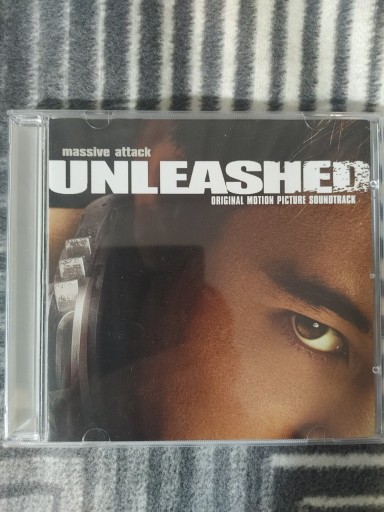 massive attack
UNLEASHED
ORIGINAL MOTION PICTURE SOUNDTRACK